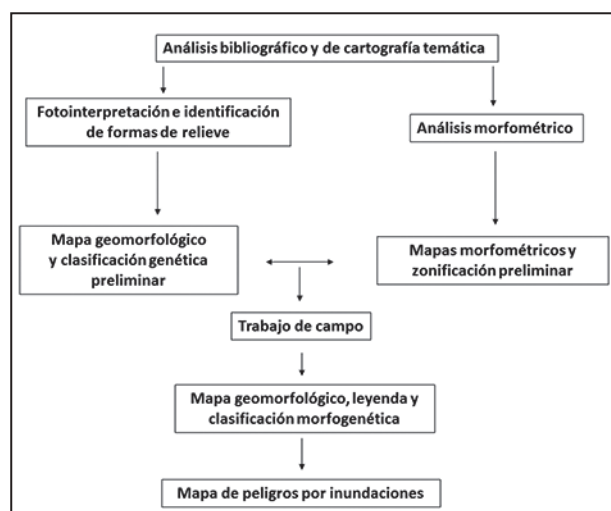 Análisis bibliográfico y de cartografía temática
Fotointerpretación e identificación
de formas de relieve
Análisis morfométrico
Mapa geomorfológico
y clasificación genética
preliminar
Mapas morfométricos y
zonificación preliminar
Trabajo de campo
Mapa geomorfológico, leyenda y
clasificación morfogenética
Mapa de peligros por inundaciones